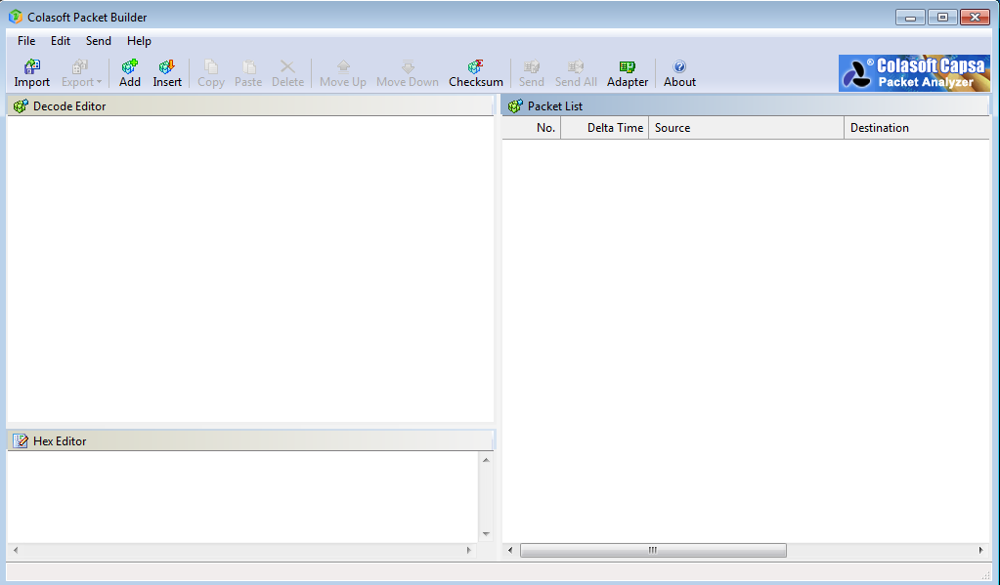 Colasoft Packet Builder
File Edit Send Help
Import Export Add Insert Copy Paste Delete Move Up Move Down Checksum Send Send All Adapter About
® Colasoft Capsa
Packet Analyzer
Decode Editor
Packet List
No. Delta Time Source Destination
Hex Editor